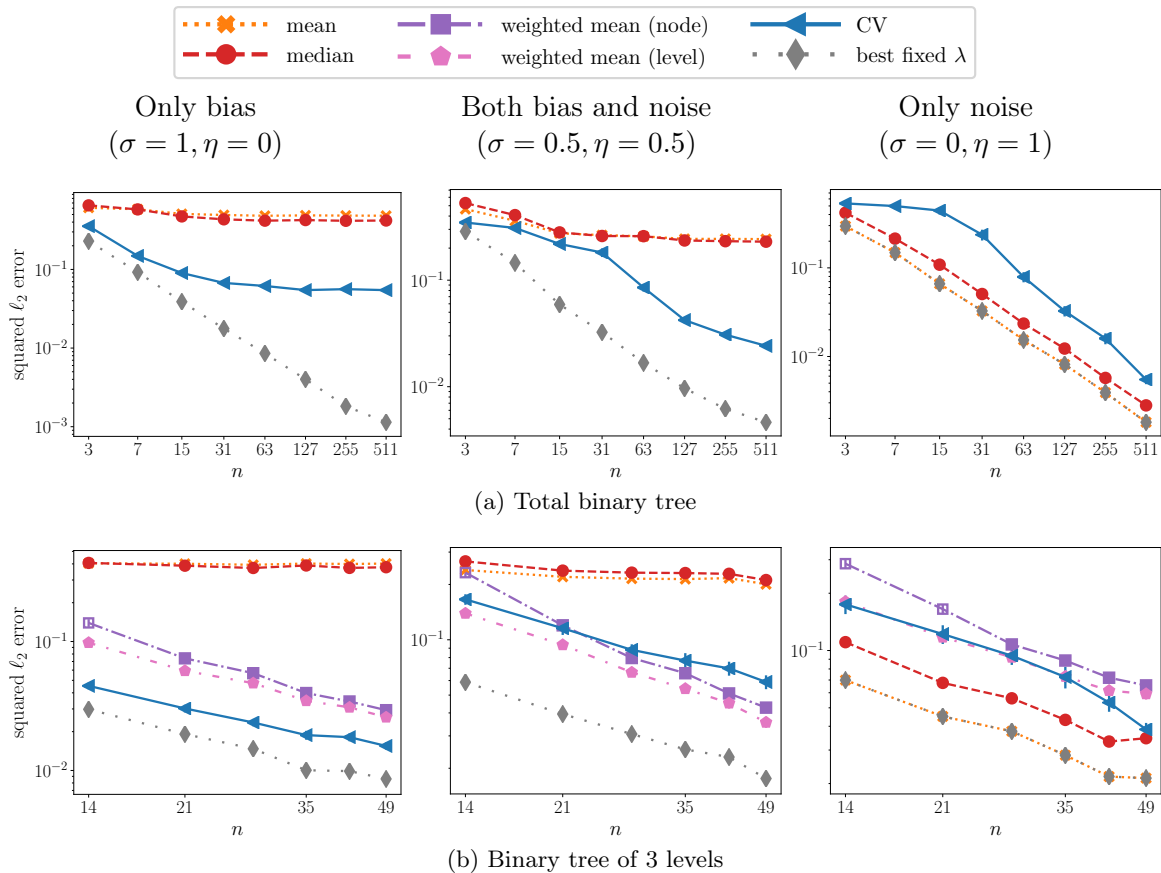 mean
median
weighted mean (node)
weighted mean (level)
CV
best fixed λ
Only bias
(σ = 1, η = 0)
Both bias and noise
(σ = 0.5, η = 0.5)
Only noise
(σ = 0, η = 1)
squared ℓ₂ error
10⁻¹
10⁻²
10⁻³
3 7 15 31 63 127 255 511
n
10⁻¹
10⁻²
3 7 15 31 63 127 255 511
n
10⁻¹
10⁻²
3 7 15 31 63 127 255 511
n
(a) Total binary tree
squared ℓ₂ error
10⁻¹
10⁻²
14 21 35 49
n
10⁻¹
14 21 35 49
n
10⁻¹
14 21 35 49
n
(b) Binary tree of 3 levels